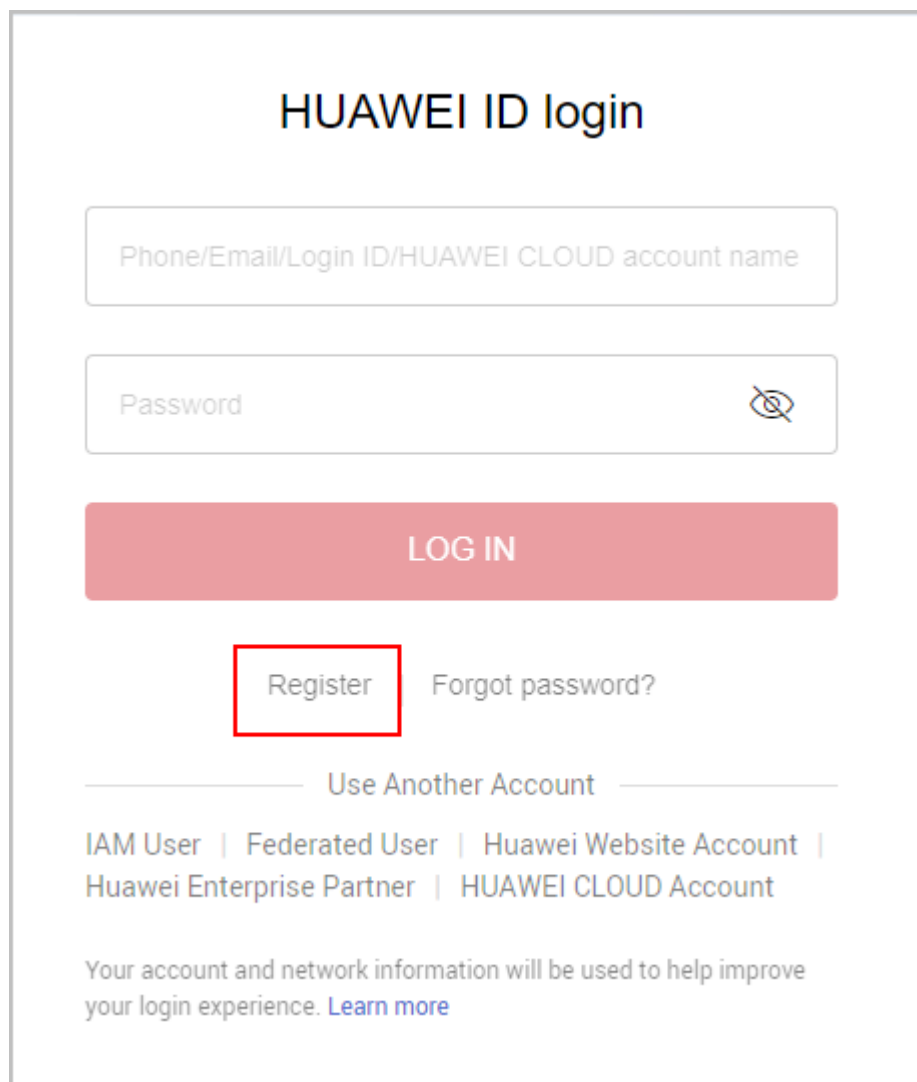 HUAWEI ID login
Phone/Email/Login ID/HUAWEI CLOUD account name
Password
LOG IN
Register | Forgot password?
Use Another Account
IAM User | Federated User | Huawei Website Account |
Huawei Enterprise Partner | HUAWEI CLOUD Account
Your account and network information will be used to help improve
your login experience. Learn more